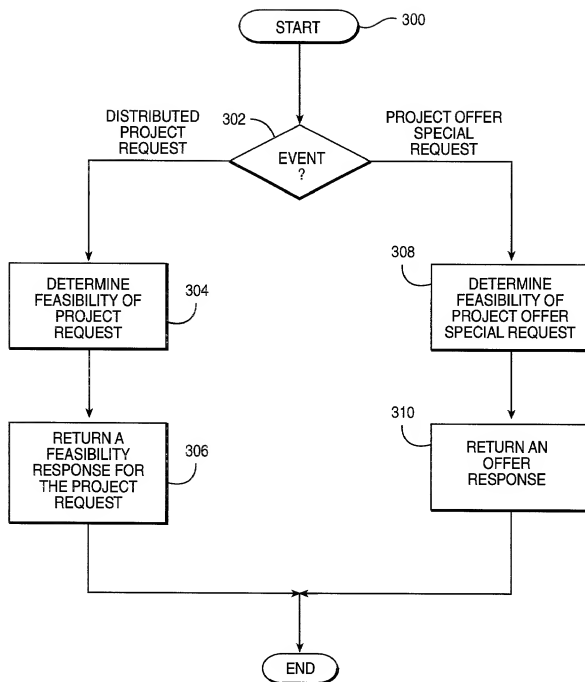 START
300
302
DISTRIBUTED
PROJECT
REQUEST
EVENT
?
PROJECT OFFER
SPECIAL
REQUEST
DETERMINE
FEASIBILITY OF
PROJECT
REQUEST
304
308
DETERMINE
FEASIBILITY OF
PROJECT OFFER
SPECIAL REQUEST
RETURN A
FEASIBILITY
RESPONSE FOR
THE PROJECT
REQUEST
306
310
RETURN AN
OFFER
RESPONSE
END